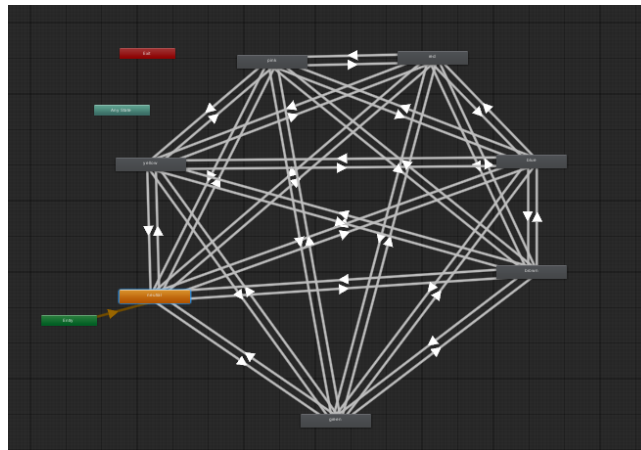 Exit
pink
red
Any State
yellow
blue
brown
Entry
green